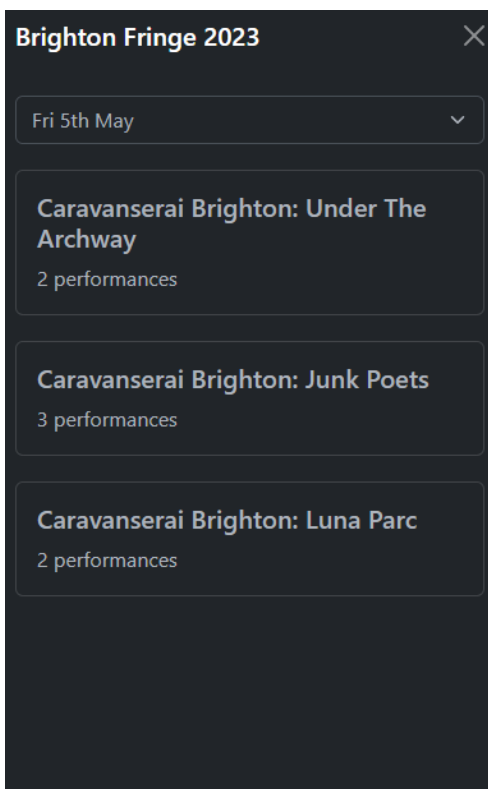 Brighton Fringe 2023
Fri 5th May
Caravanserai Brighton: Under The
Archway
2 performances
Caravanserai Brighton: Junk Poets
3 performances
Caravanserai Brighton: Luna Parc
2 performances